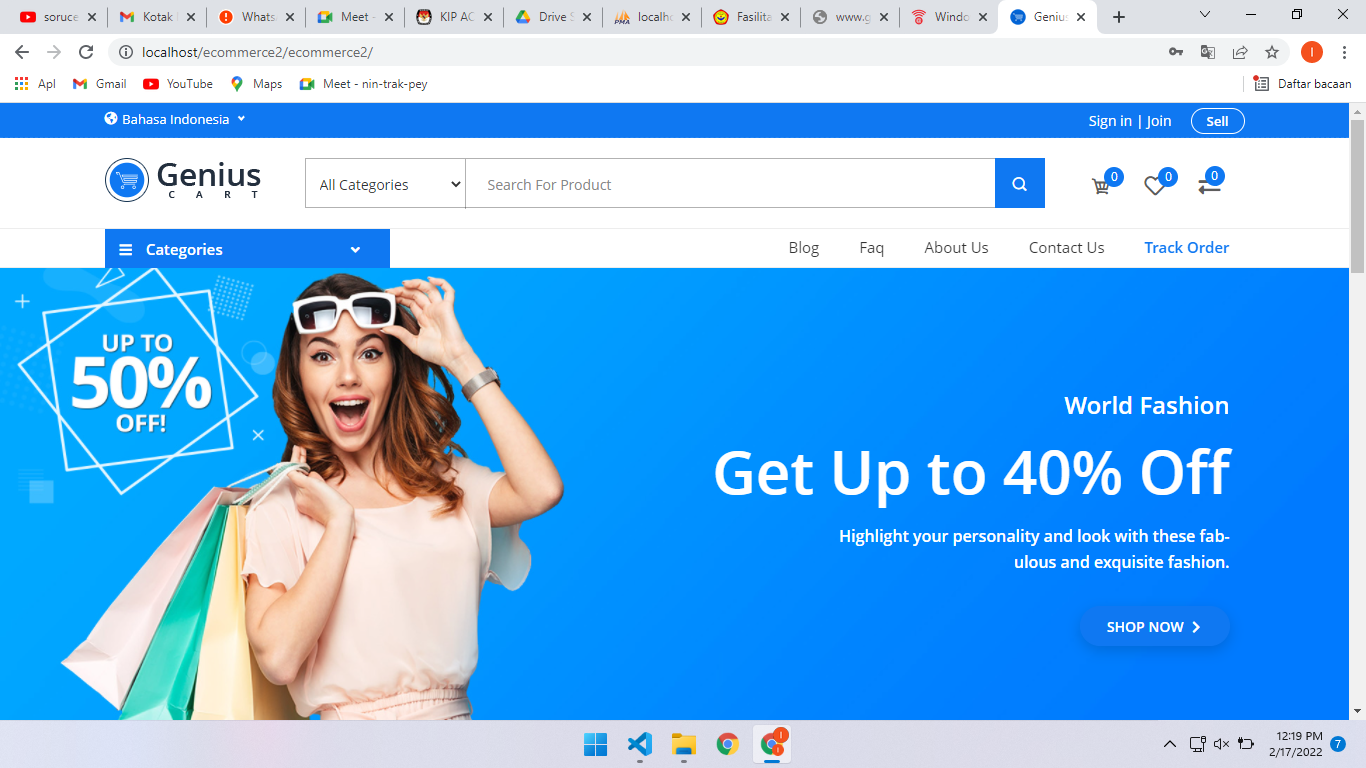 soruce
Kotak
Whats
Meet -
KIP AC
Drive S
localho
Fasilita
www.g
Windo
Genius
localhost/ecommerce2/ecommerce2/
I
Apl
Gmail
YouTube
Maps
Meet - nin-trak-pey
Daftar bacaan
Bahasa Indonesia
Sign in | Join
Sell
Genius
CART
All Categories
Search For Product
0
0
0
Categories
Blog
Faq
About Us
Contact Us
Track Order
UP TO
50%
OFF!
World Fashion
Get Up to 40% Off
Highlight your personality and look with these fab-
ulous and exquisite fashion.
SHOP NOW
12:19 PM
2/17/2022
7